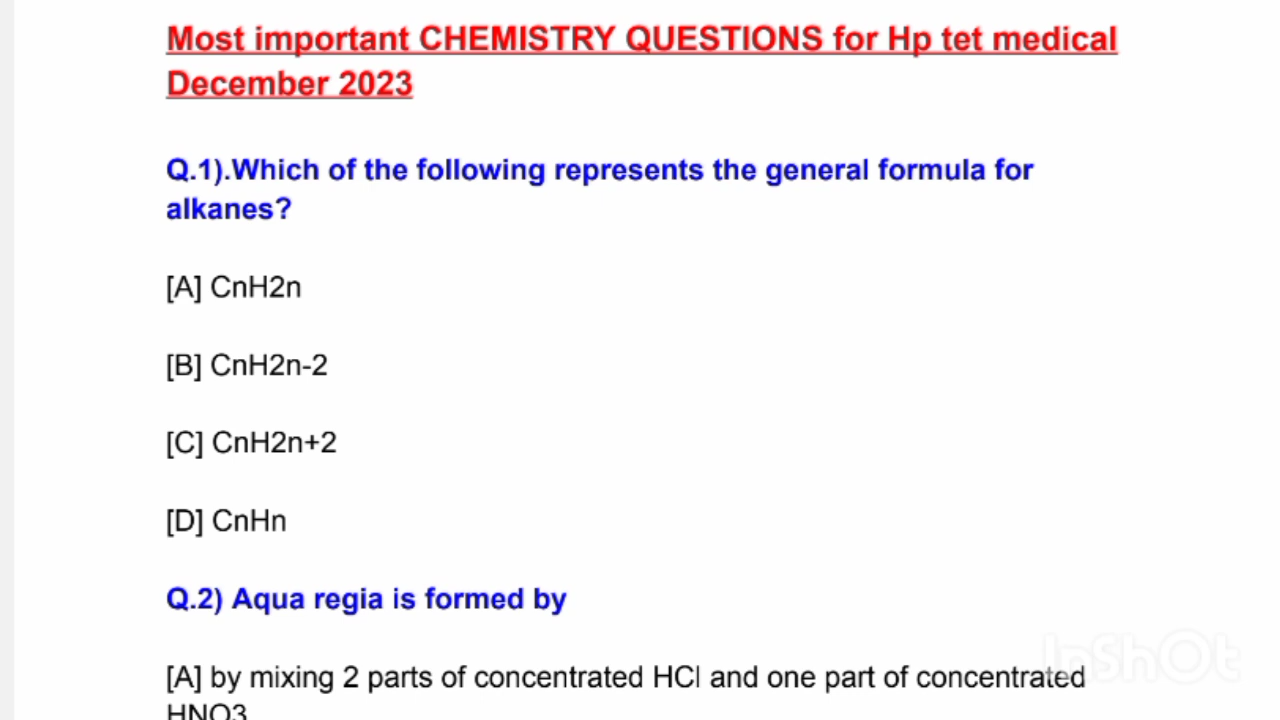 Most important CHEMISTRY QUESTIONS for Hp tet medical
December 2023
Q.1).Which of the following represents the general formula for
alkanes?
[A] CnH2n
[B] CnH2n-2
[C] CnH2n+2
[D] CnHn
Q.2) Aqua regia is formed by
[A] by mixing 2 parts of concentrated HCl and one part of concentrated
HNO3
InShOt